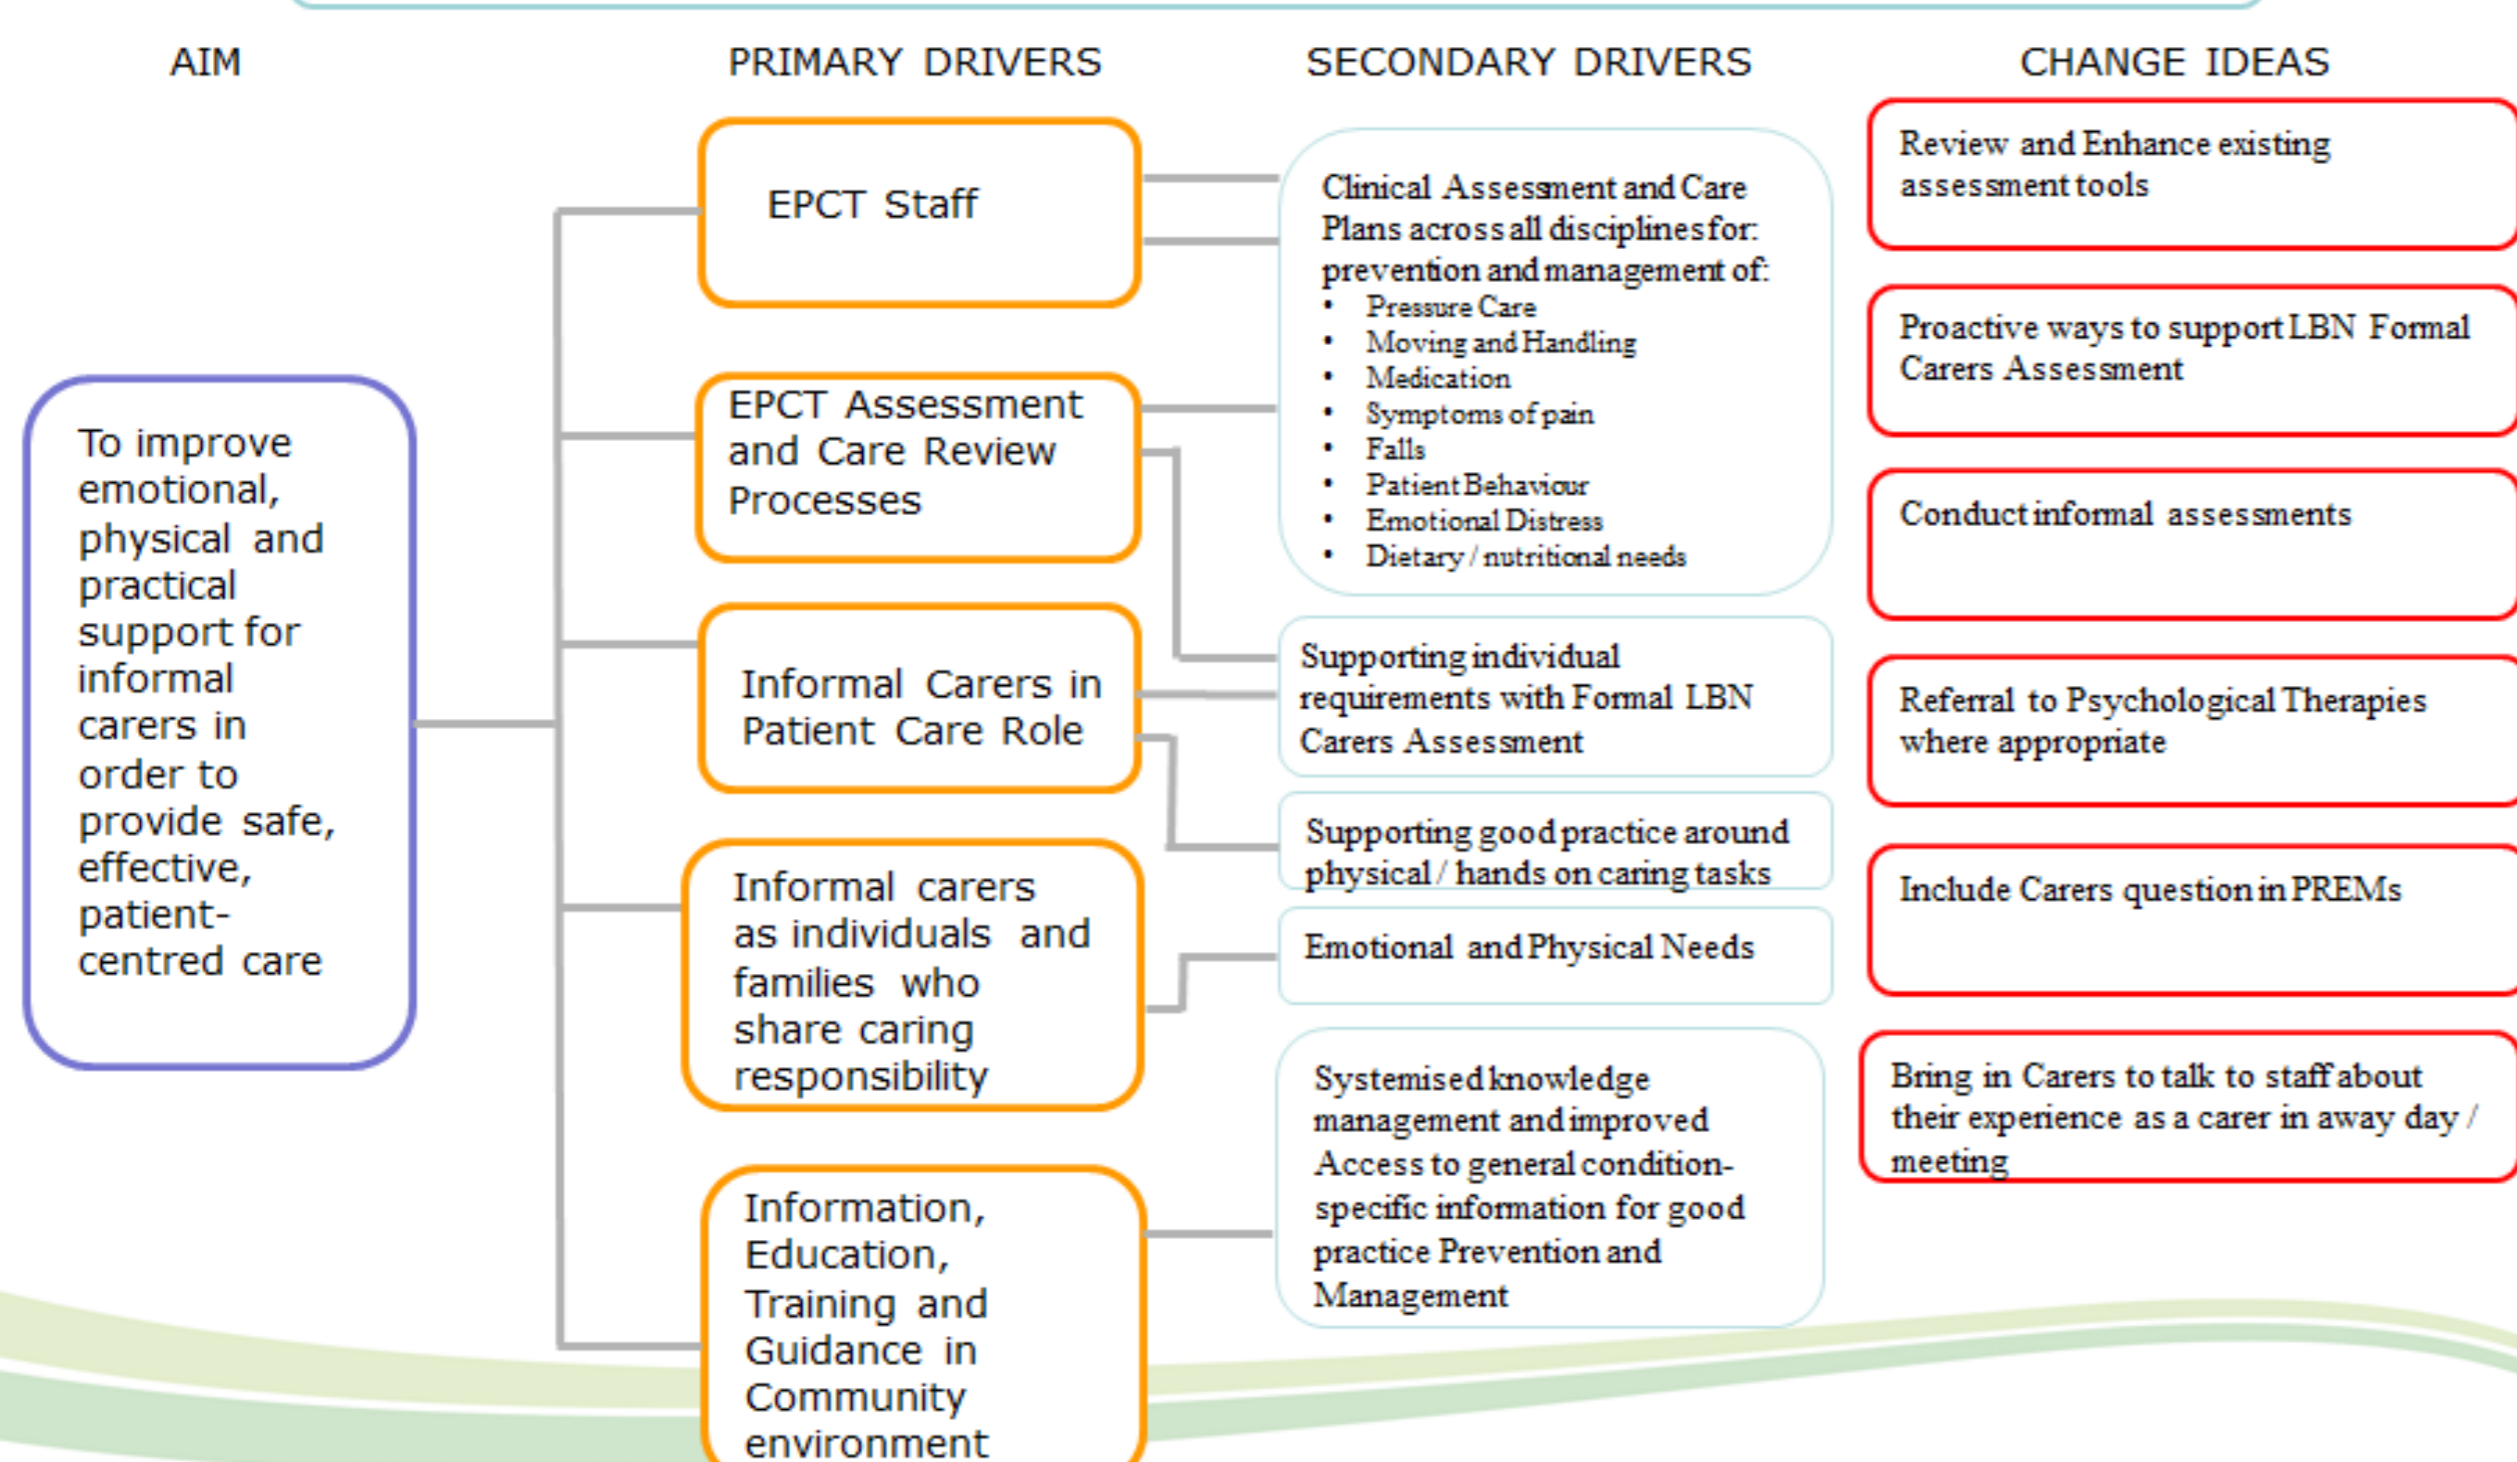 AIM
PRIMARY DRIVERS
SECONDARY DRIVERS
CHANGE IDEAS
To improve
emotional,
physical and
practical
support for
informal
carers in
order to
provide safe,
effective,
patient-
centred care
EPCT Staff
EPCT Assessment
and Care Review
Processes
Informal Carers in
Patient Care Role
Informal carers
as individuals and
families who
share caring
responsibility
Information,
Education,
Training and
Guidance in
Community
environment
Clinical Assessment and Care
Plans across all disciplines for:
prevention and management of:
• Pressure Care
• Moving and Handling
• Medication
• Symptoms of pain
• Falls
• Patient Behaviour
• Emotional Distress
• Dietary / nutritional needs
Supporting individual
requirements with Formal LBN
Carers Assessment
Supporting good practice around
physical / hands on caring tasks
Emotional and Physical Needs
Systemised knowledge
management and improved
Access to general condition-
specific information for good
practice Prevention and
Management
Review and Enhance existing
assessment tools
Proactive ways to support LBN Formal
Carers Assessment
Conduct informal assessments
Referral to Psychological Therapies
where appropriate
Include Carers question in PREMs
Bring in Carers to talk to staff about
their experience as a carer in away day /
meeting